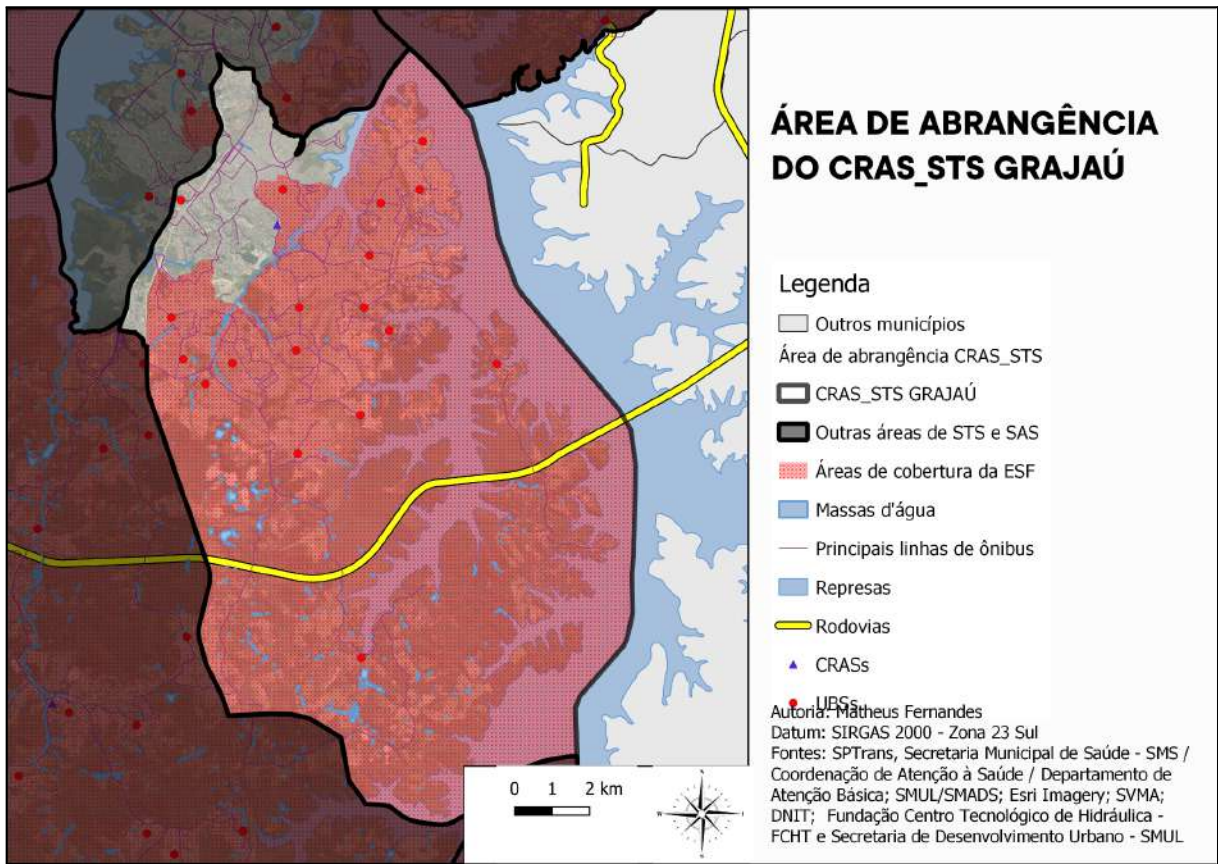 ÁREA DE ABRANGÊNCIA
DO CRAS_STS GRAJAÚ
Legenda
Outros municípios
Área de abrangência CRAS_STS
CRAS_STS GRAJAÚ
Outras áreas de STS e SAS
Áreas de cobertura da ESF
Massas d'água
Principais linhas de ônibus
Represas
Rodovias
CRASs
UBSs
Autoria: Matheus Fernandes
Datum: SIRGAS 2000 - Zona 23 Sul
Fontes: SPTrans, Secretaria Municipal de Saúde - SMS /
Coordenação de Atenção à Saúde / Departamento de
Atenção Básica; SMUL/SMADS; Esri Imagery; SVMA;
DNIT; Fundação Centro Tecnológico de Hidráulica -
FCHT e Secretaria de Desenvolvimento Urbano - SMUL
0 1 2 km